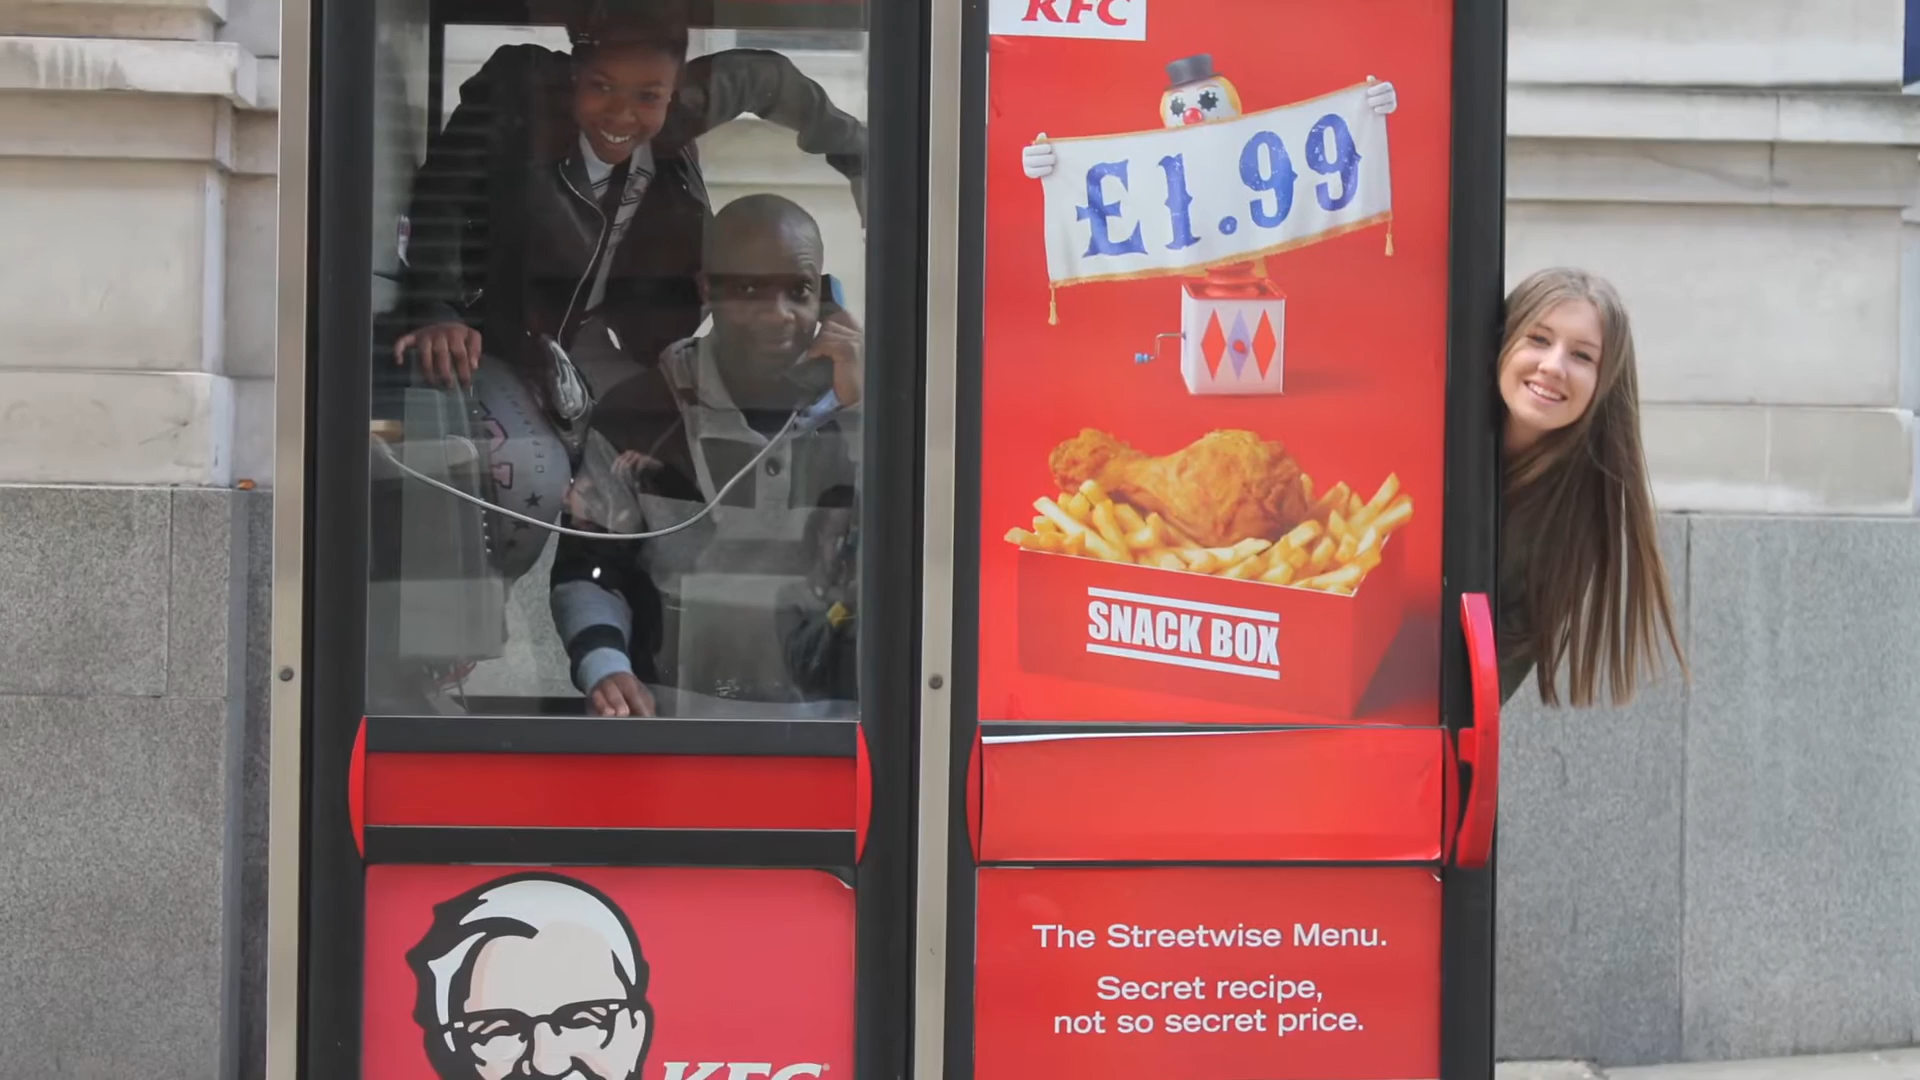 KFC
£1.99
SNACK BOX
The Streetwise Menu.
Secret recipe,
not so secret price.
KFC